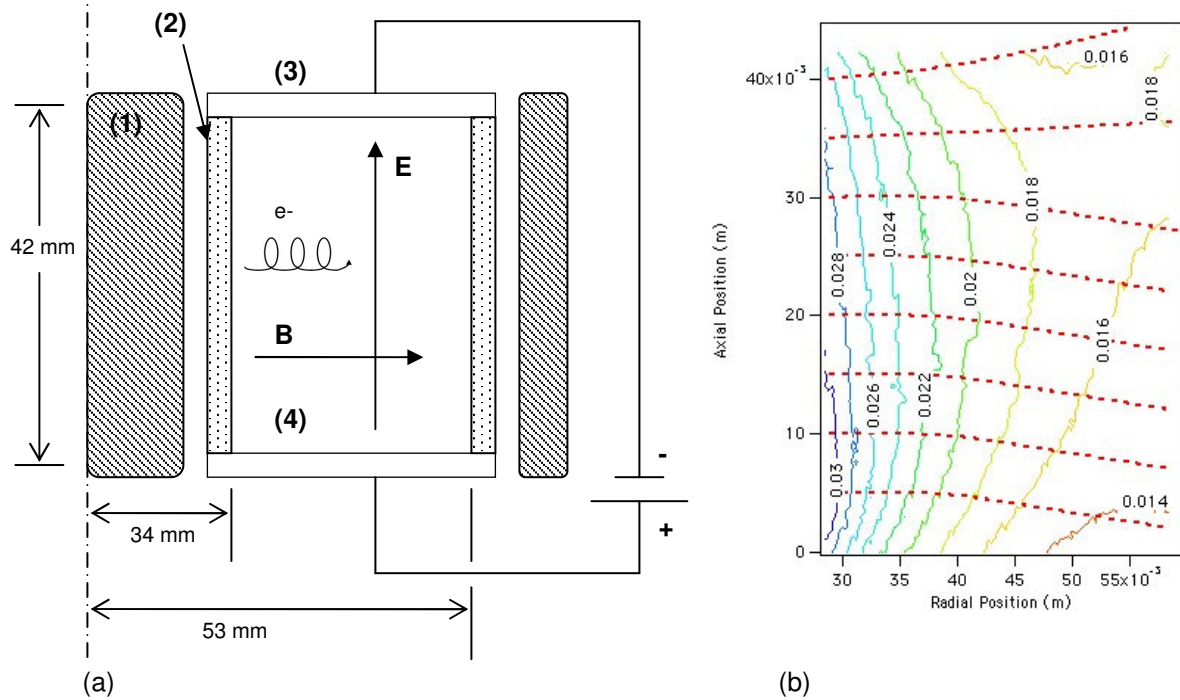 (1)
(2)
(3)
E
e-
B
(4)
42 mm
34 mm
53 mm
-
+
(a)
0.016
0.018
40x10-3
30
20
10
0
Axial Position (m)
0.028
0.024
0.018
0.02
0.016
0.026
0.022
0.03
0.014
30
35
40
45
50
55x10-3
Radial Position (m)
(b)